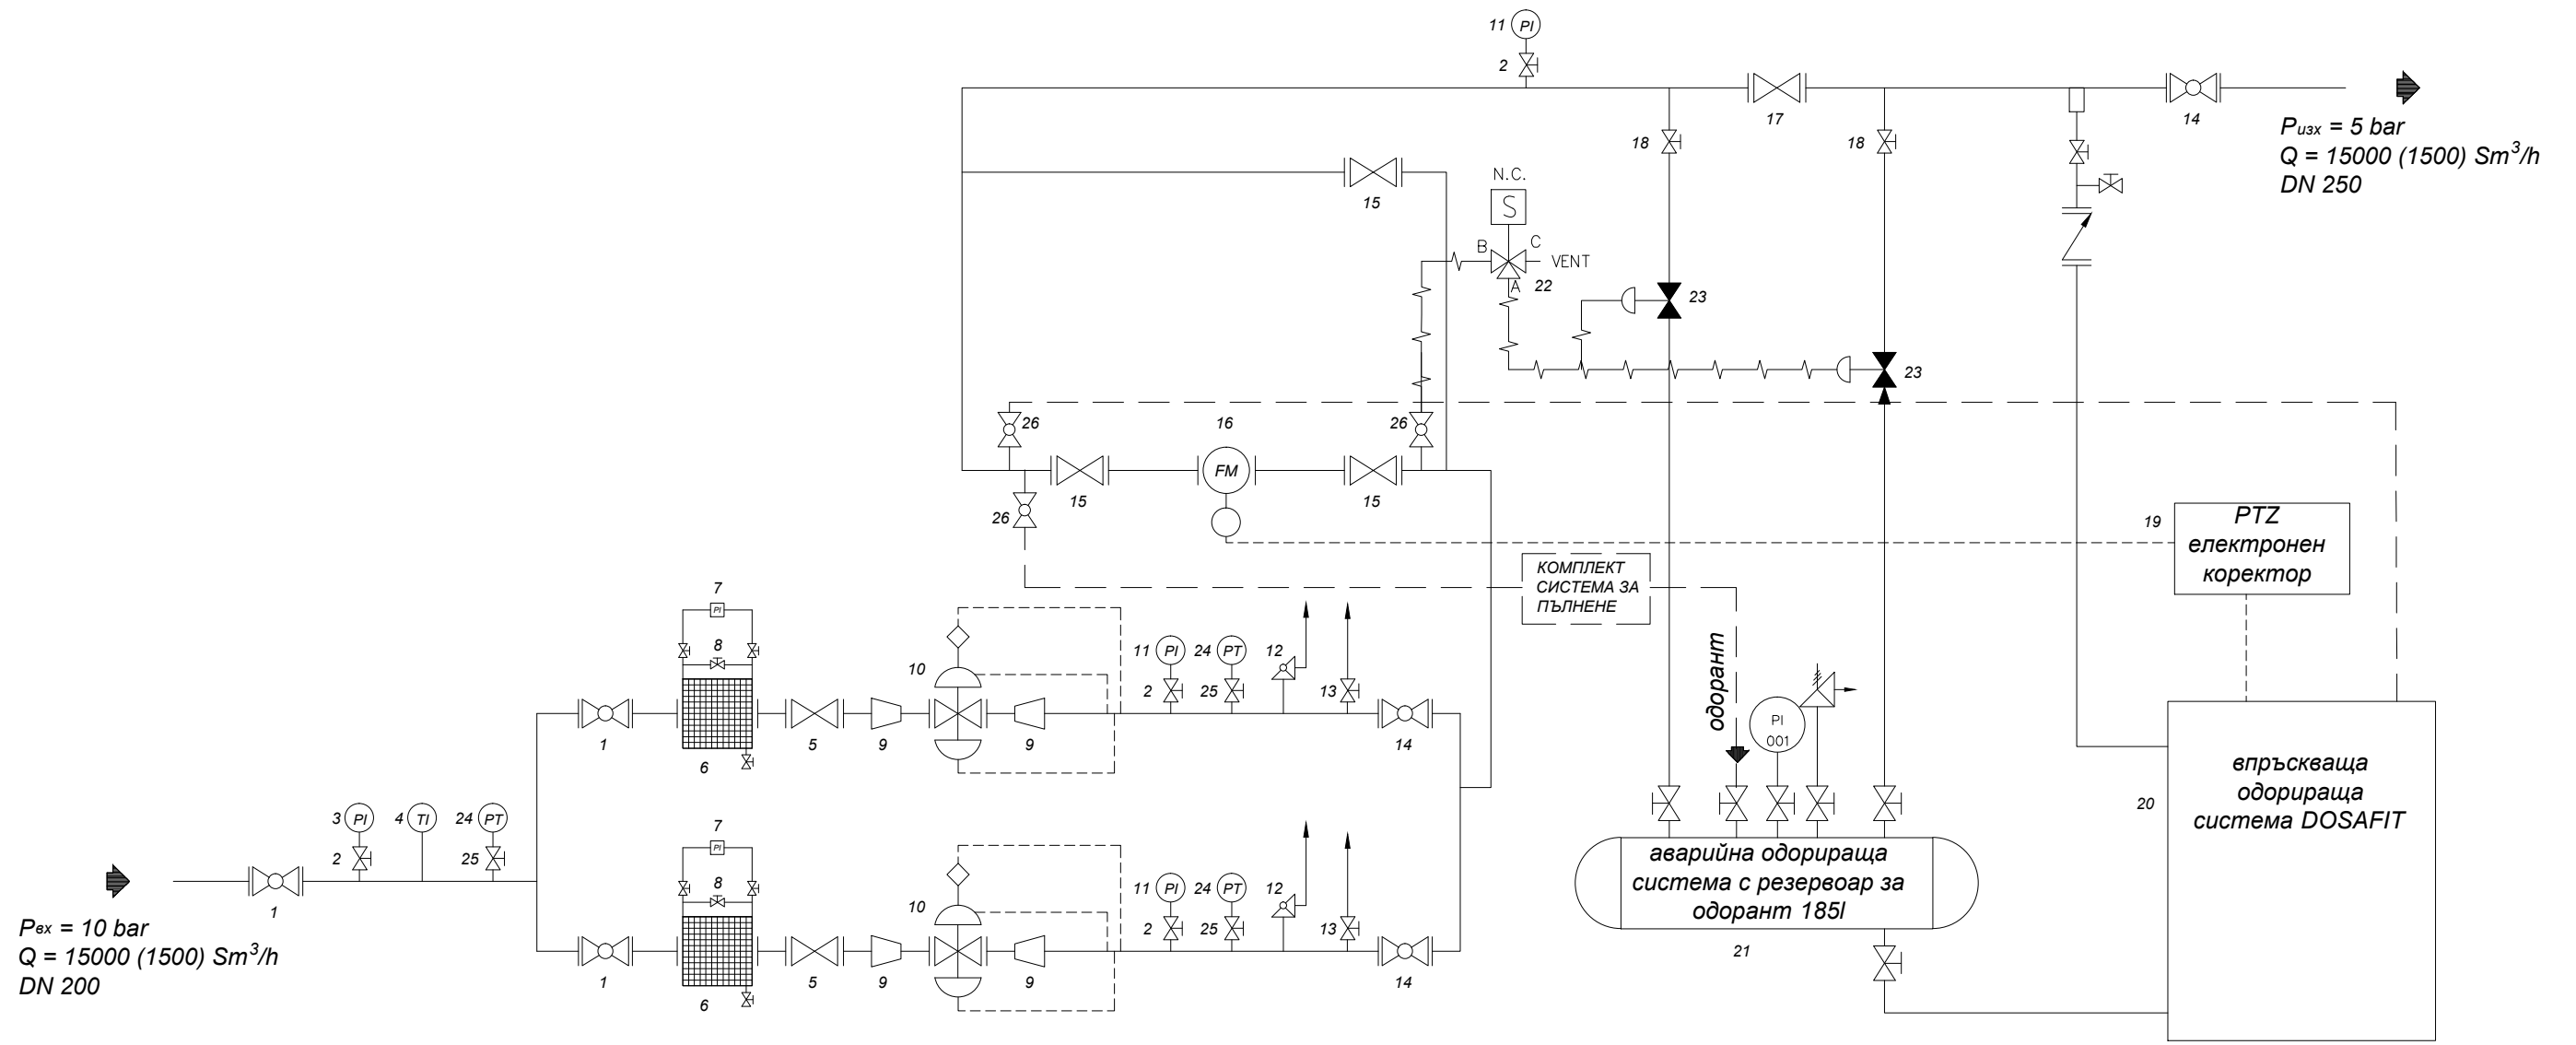 11 PI
2
17
14
Pизх = 5 bar
Q = 15000 (1500) Sm³/h
DN 250
18
18
15
N.C.
S
B
C
VENT
A
22
23
23
26
16
26
FM
15
15
26
19
PTZ
електронен
коректор
КОМПЛЕКТ
СИСТЕМА ЗА
ПЪЛНЕНЕ
одорант
7
PI
8
10
11 PI
24 PT
12
2
25
13
1
5
9
9
14
6
PI
001
впръскваща
одорираща
система DOSAFIT
20
3 PI
4 TI
24 PT
2
25
1
Pвх = 10 bar
Q = 15000 (1500) Sm³/h
DN 200
7
PI
8
10
11 PI
24 PT
12
2
25
13
1
5
9
9
14
6
аварийна одорираща
система с резервоар за
одорант 185l
21